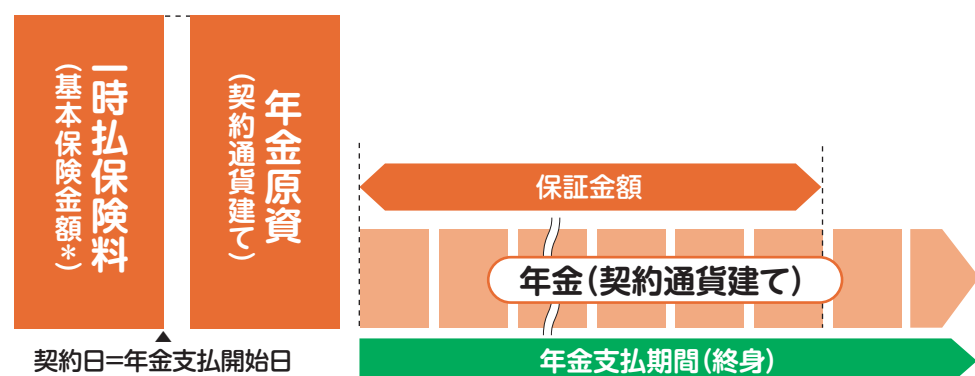 一時払保険料
（基本保険金額＊）
年金原資
（契約通貨建て）
保証金額
年金（契約通貨建て）
契約日=年金支払開始日
年金支払期間（終身）